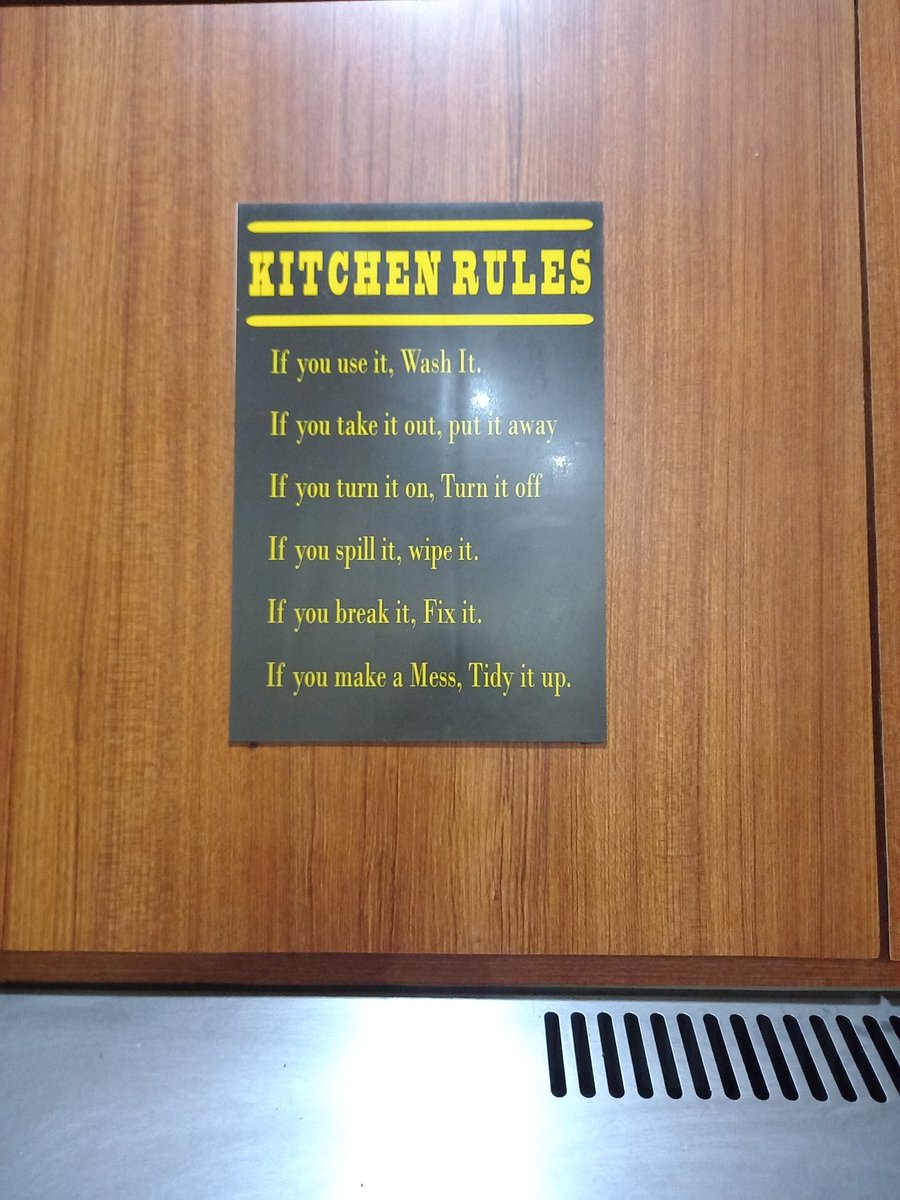 KITCHEN RULES
If you use it, Wash It.
If you take it out, put it away
If you turn it on, Turn it off
If you spill it, wipe it.
If you break it, Fix it.
If you make a Mess, Tidy it up.